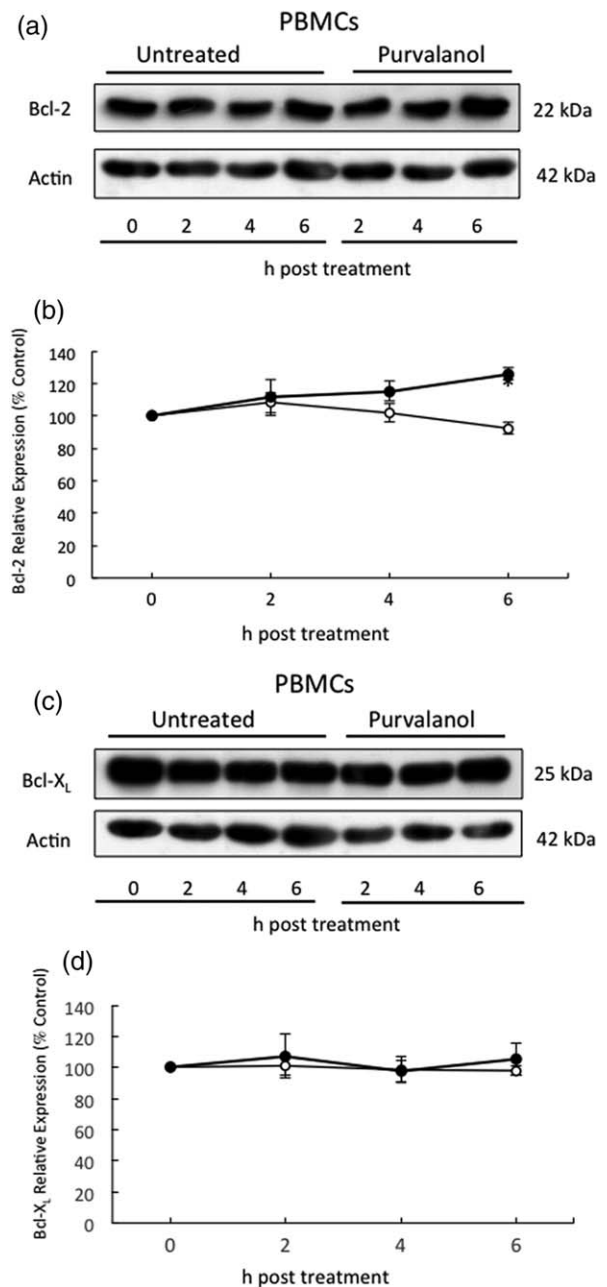 (a)
PBMCs
Untreated Purvalanol
Bcl-2 22 kDa
Actin 42 kDa
0 2 4 6 2 4 6
h post treatment
(b)
Bcl-2 Relative Expression (% Control)
140
120
100
80
60
40
20
0
*
0 2 4 6
h post treatment
(c)
PBMCs
Untreated Purvalanol
Bcl-XL 25 kDa
Actin 42 kDa
0 2 4 6 2 4 6
h post treatment
(d)
Bcl-XL Relative Expression (% Control)
140
120
100
80
60
40
20
0
0 2 4 6
h post treatment